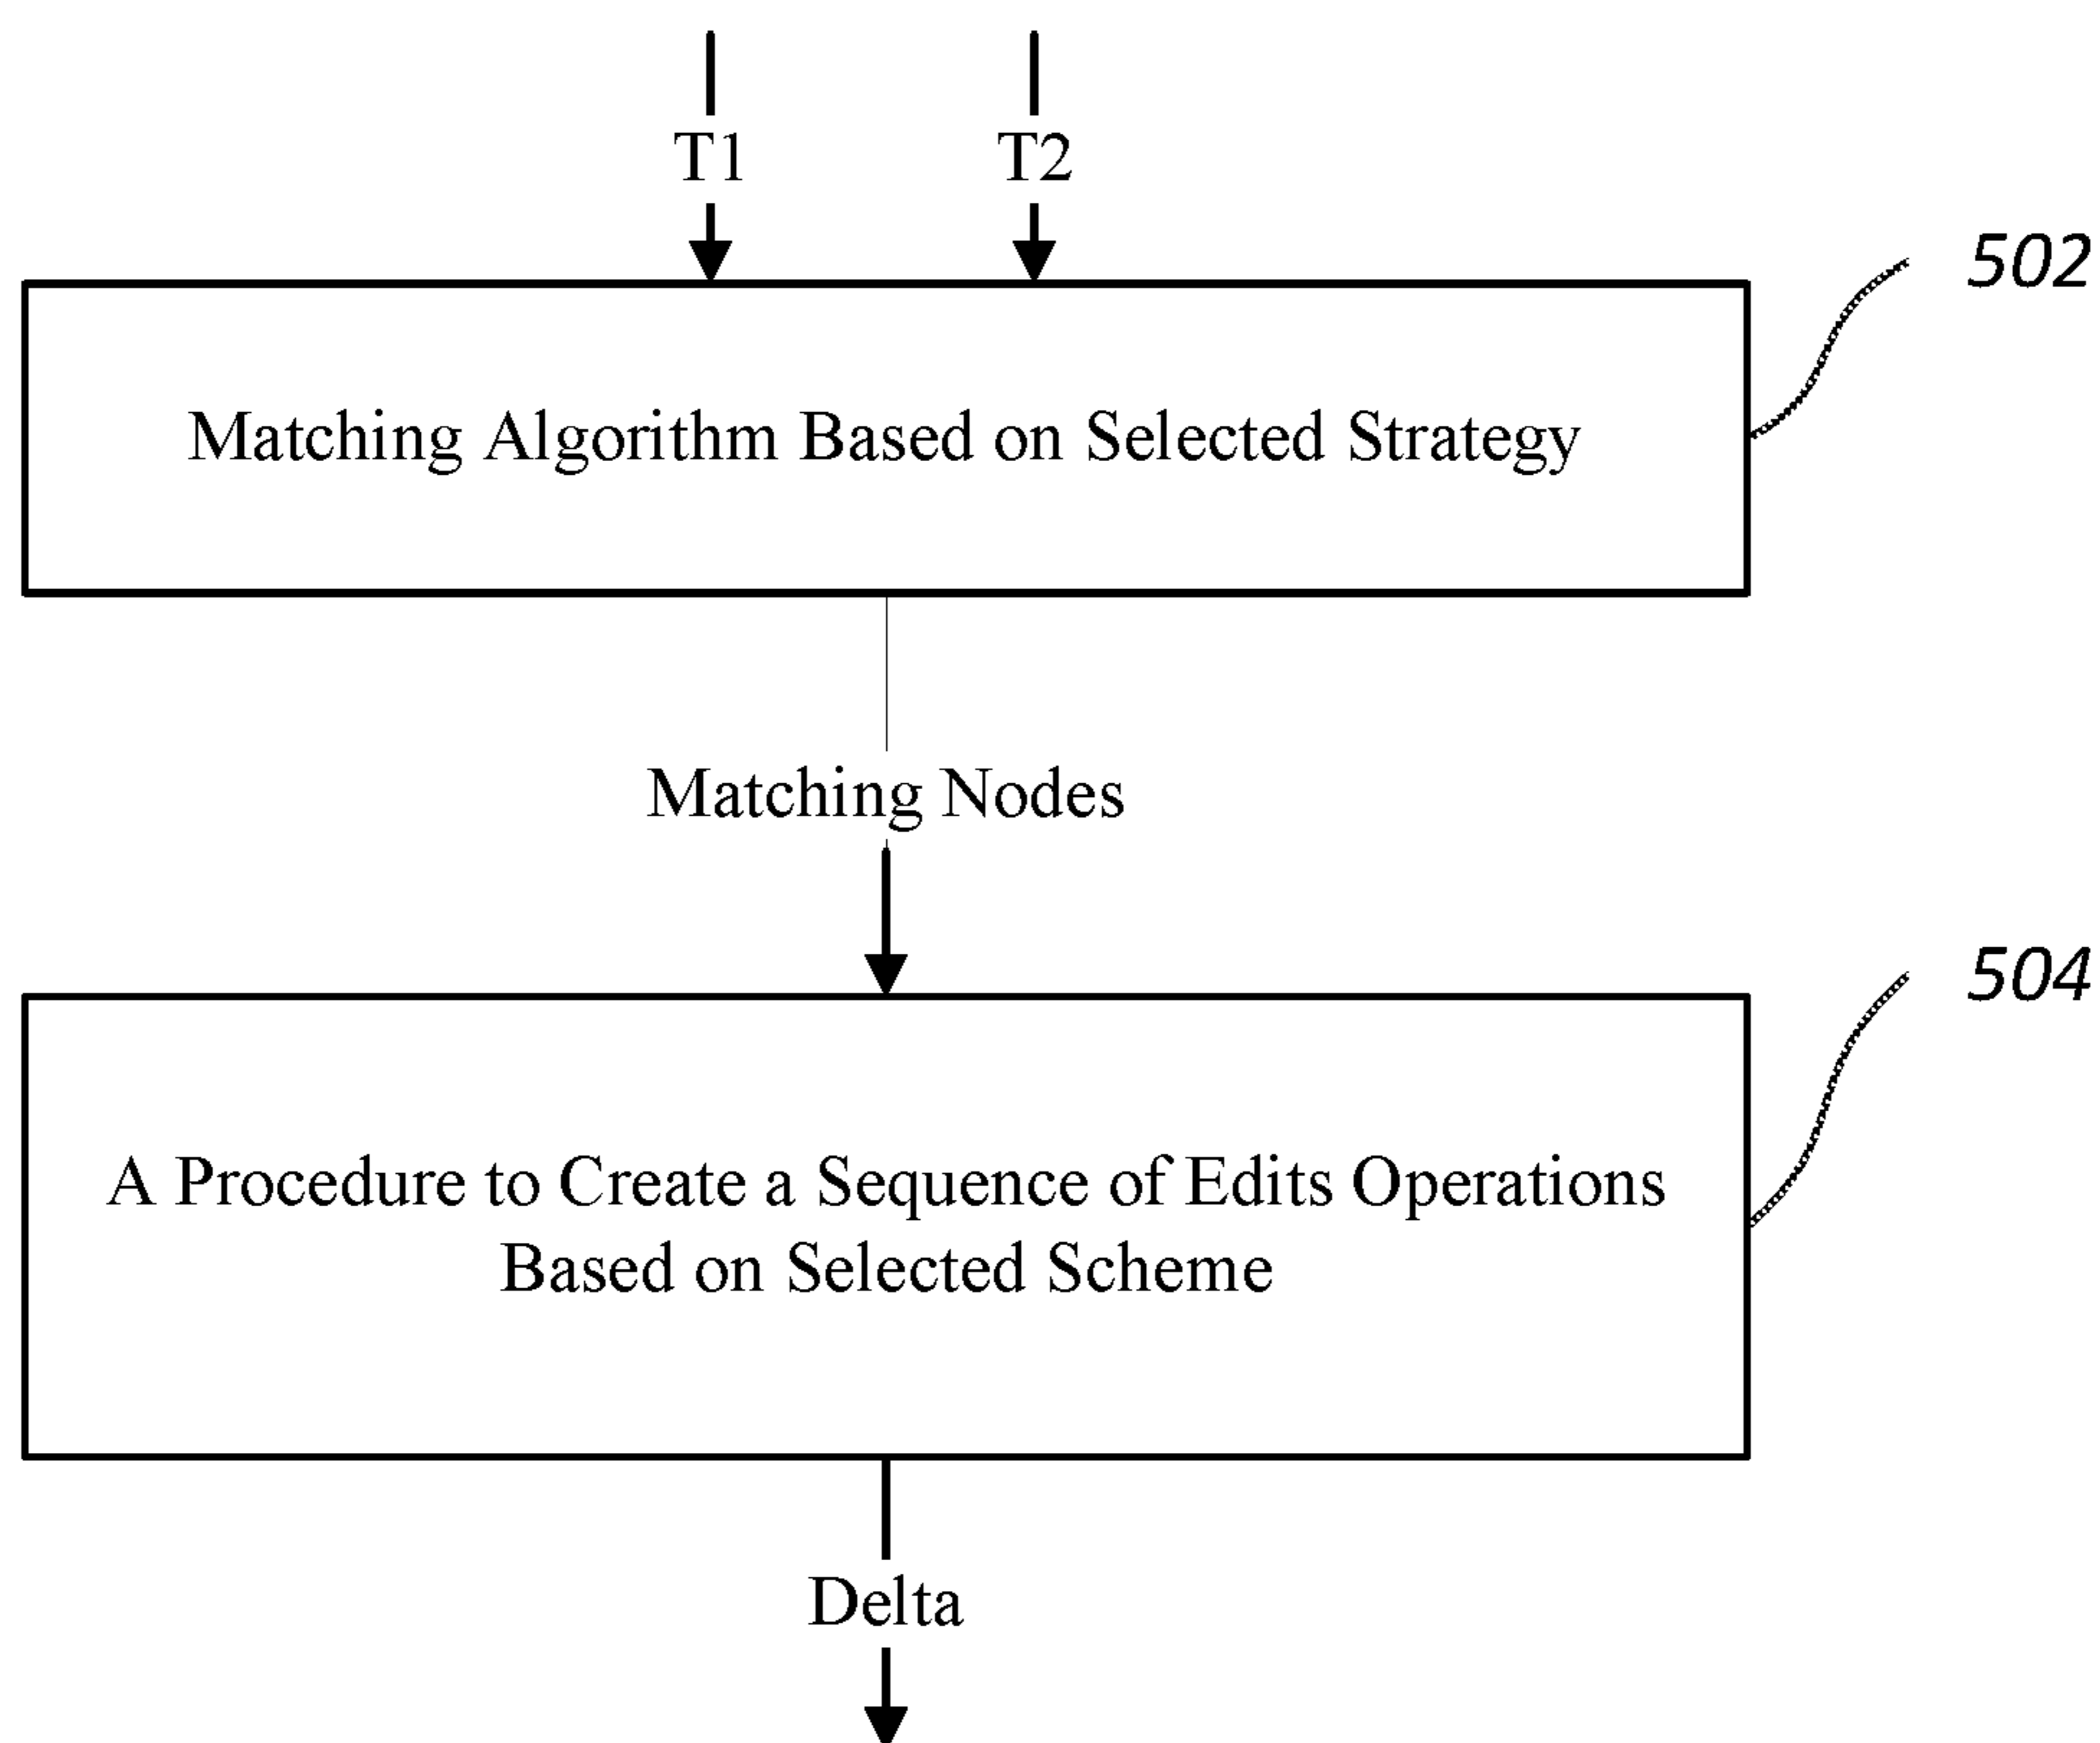 T1 T2
502
Matching Algorithm Based on Selected Strategy
Matching Nodes
504
A Procedure to Create a Sequence of Edits Operations
Based on Selected Scheme
Delta